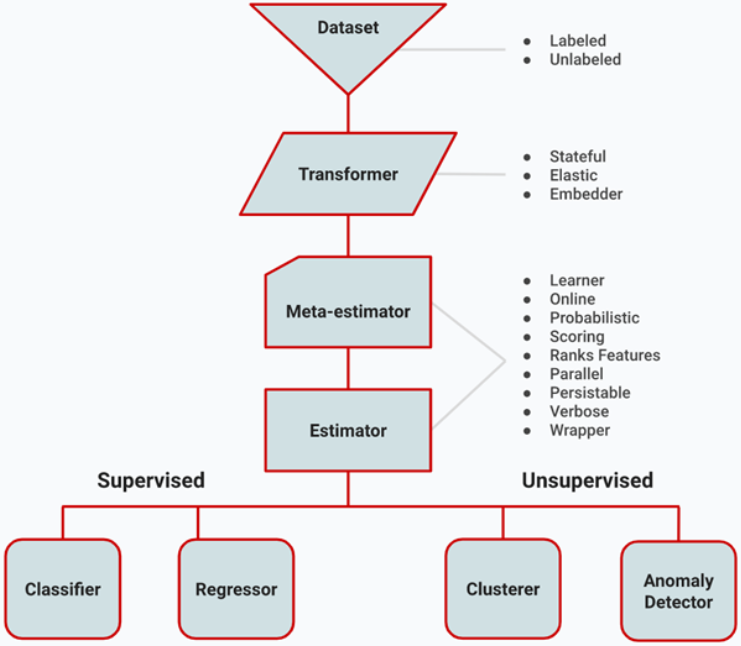 Dataset
● Labeled
● Unlabeled
Transformer
● Stateful
● Elastic
● Embedder
Meta-estimator
● Learner
● Online
● Probabilistic
● Scoring
● Ranks Features
● Parallel
● Persistable
● Verbose
● Wrapper
Estimator
Supervised
Unsupervised
Classifier
Regressor
Clusterer
Anomaly
Detector